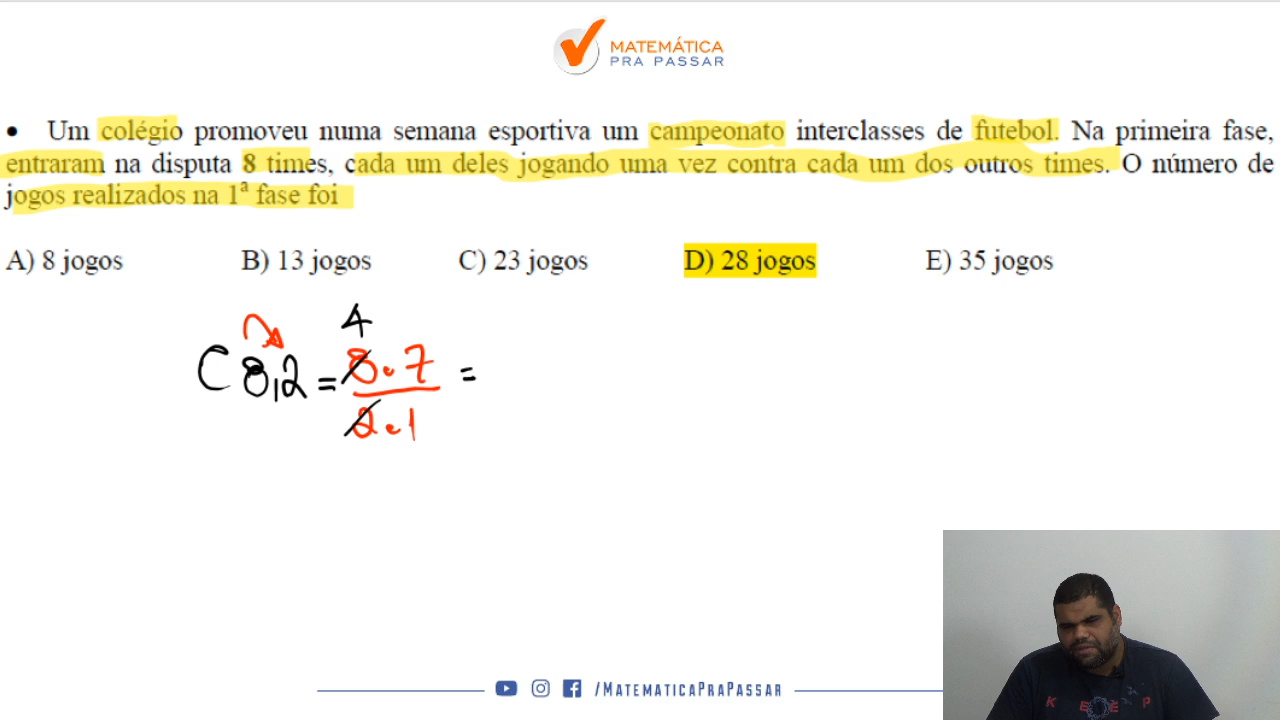 MATEMÁTICA
PRA PASSAR
• Um colégio promoveu numa semana esportiva um campeonato interclasses de futebol. Na primeira fase,
entraram na disputa 8 times, cada um deles jogando uma vez contra cada um dos outros times. O número de
jogos realizados na 1ª fase foi
A) 8 jogos B) 13 jogos C) 23 jogos D) 28 jogos E) 35 jogos
4
C 8,2 = 8.7 =
2.1
K E E P
/MATEMATICAPRAPASSAR